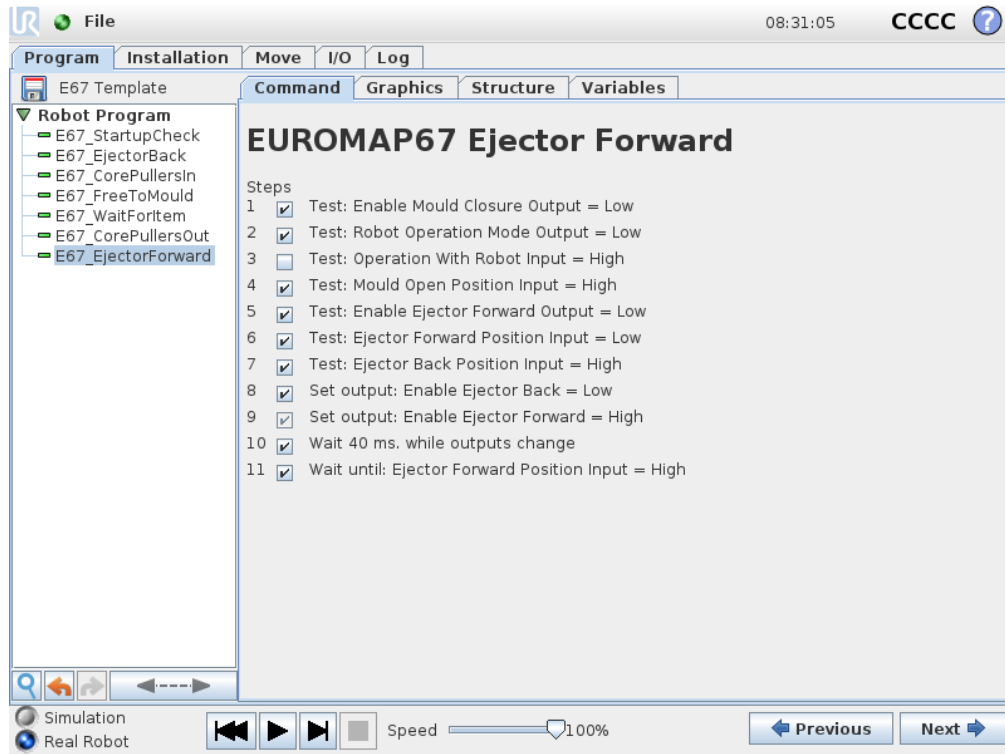 UR File 08:31:05 CCCC ?
Program Installation Move I/O Log
E67 Template Command Graphics Structure Variables
Robot Program
E67_StartupCheck
E67_EjectorBack
E67_CorePullersIn
E67_FreeToMould
E67_WaitForItem
E67_CorePullersOut
E67_EjectorForward
EUROMAP67 Ejector Forward
Steps
1 Test: Enable Mould Closure Output = Low
2 Test: Robot Operation Mode Output = Low
3 Test: Operation With Robot Input = High
4 Test: Mould Open Position Input = High
5 Test: Enable Ejector Forward Output = Low
6 Test: Ejector Forward Position Input = Low
7 Test: Ejector Back Position Input = High
8 Set output: Enable Ejector Back = Low
9 Set output: Enable Ejector Forward = High
10 Wait 40 ms. while outputs change
11 Wait until: Ejector Forward Position Input = High
Simulation
Real Robot
Speed 100%
Previous Next